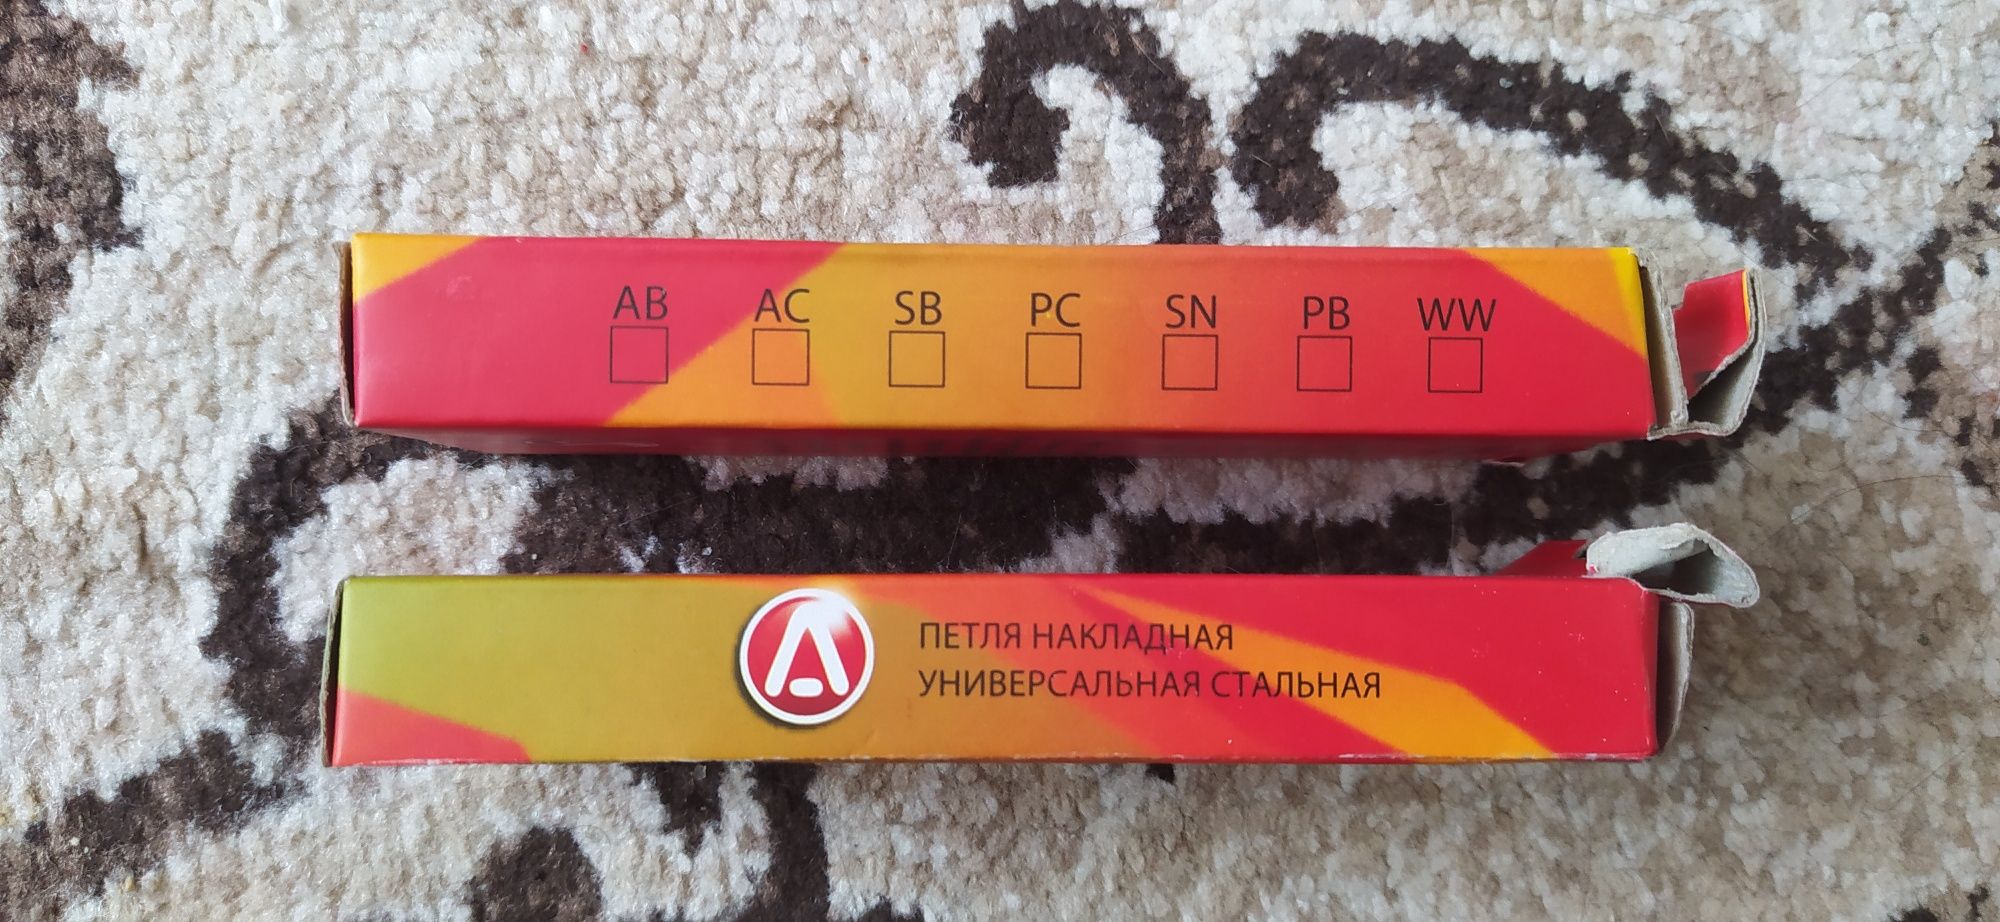 AB AC SB PC SN PB WW
ПЕТЛЯ НАКЛАДНАЯ
УНИВЕРСАЛЬНАЯ СТАЛЬНАЯ